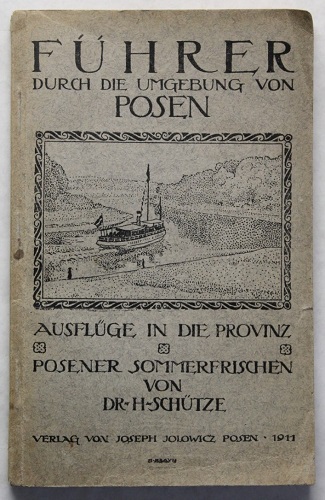 FÜHRER
DURCH DIE UMGEBUNG VON
POSEN
AUSFLÜGE IN DIE PROVINZ
POSENER SOMMERFRISCHEN
VON
DR·H·SCHÜTZE
VERLAG VON JOSEPH JOLOWICZ POSEN · 1911